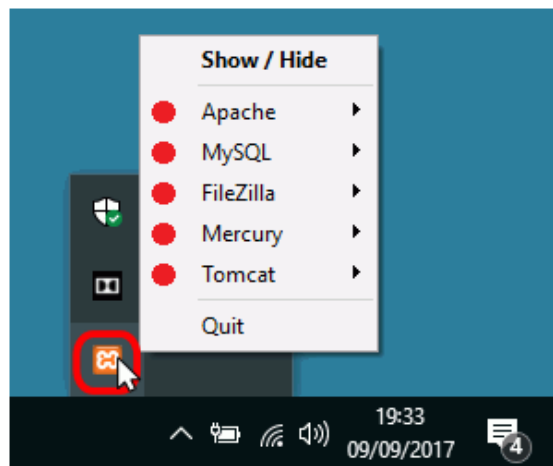 Show / Hide
Apache
MySQL
FileZilla
Mercury
Tomcat
Quit
19:33
09/09/2017
4